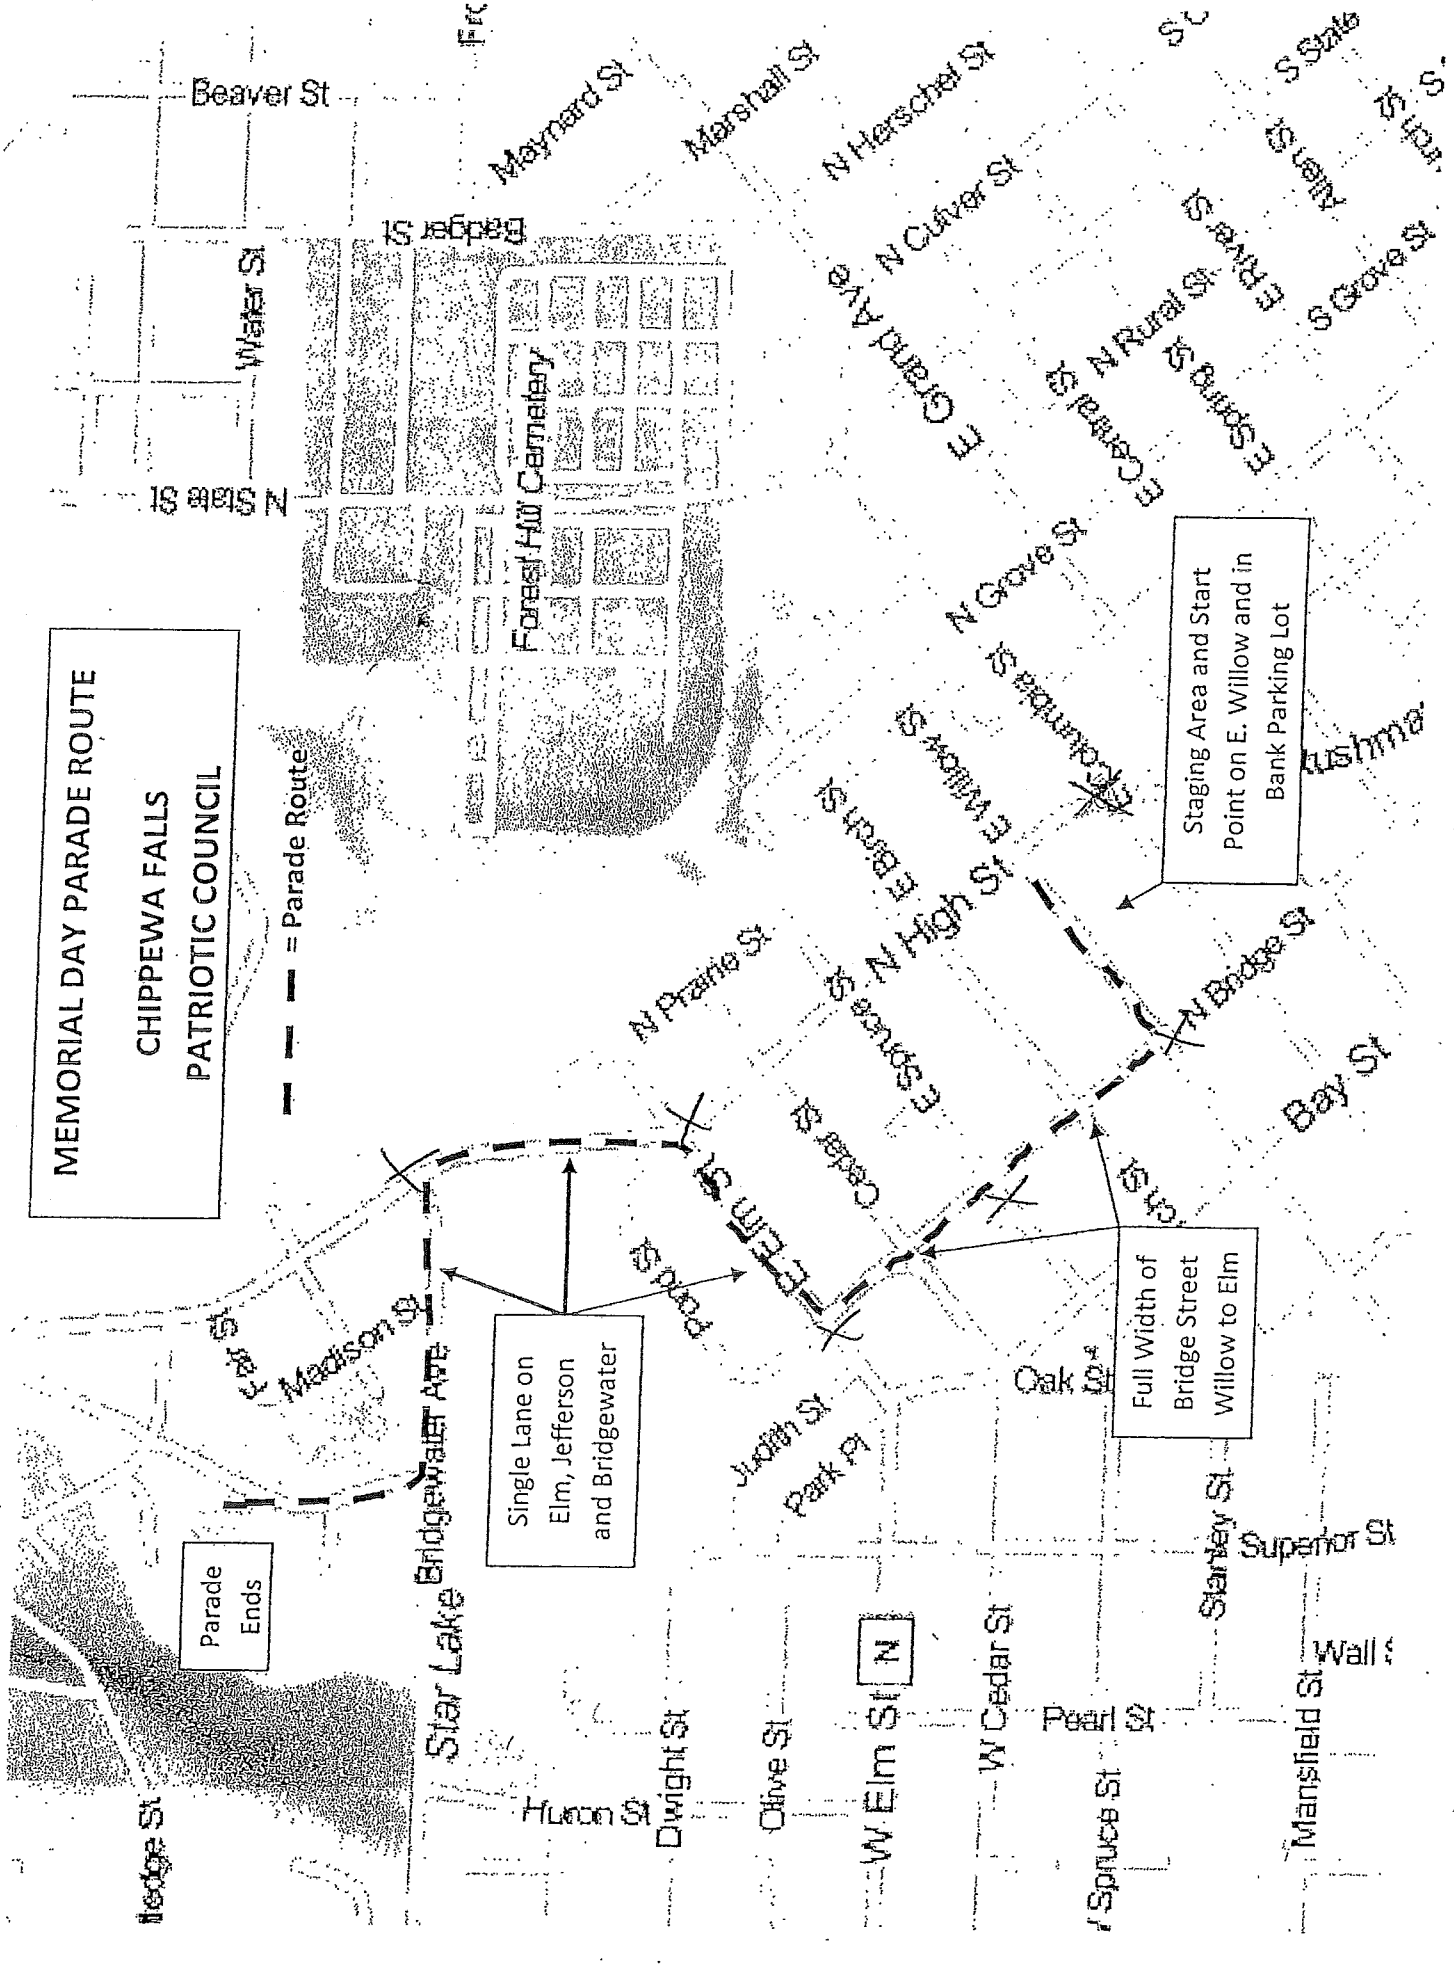 MEMORIAL DAY PARADE ROUTE
CHIPPEWA FALLS
PATRIOTIC COUNCIL
= Parade Route
Parade
Ends
Single Lane on
Elm, Jefferson
and Bridgewater
Full Width of
Bridge Street
Willow to Elm
Staging Area and Start
Point on E. Willow and in
Bank Parking Lot
Beaver St
Water St
N State St
Badger St
Maynard St
Marshall St
N Herschel St
N Culver St
Forest Hill Cemetery
E Grand Ave
E Central St
N Rural St
E Spring St
E River St
Allen St
S State
S Grove St
N Grove St
E Columbia St
E Willow St
E Birch St
N High St
N Prairie St
E Spruce St
Cedar St
E Elm St
Pond St
N Bridge St
Bay St
Madison St
Bridgewater Ave
Star Lake
Judith St
Park Pl
Oak St
Stanley St
Superior St
N
Huron St
Dwight St
Olive St
W Elm St
W Cedar St
Pearl St
Spruce St
Mansfield St
Wall